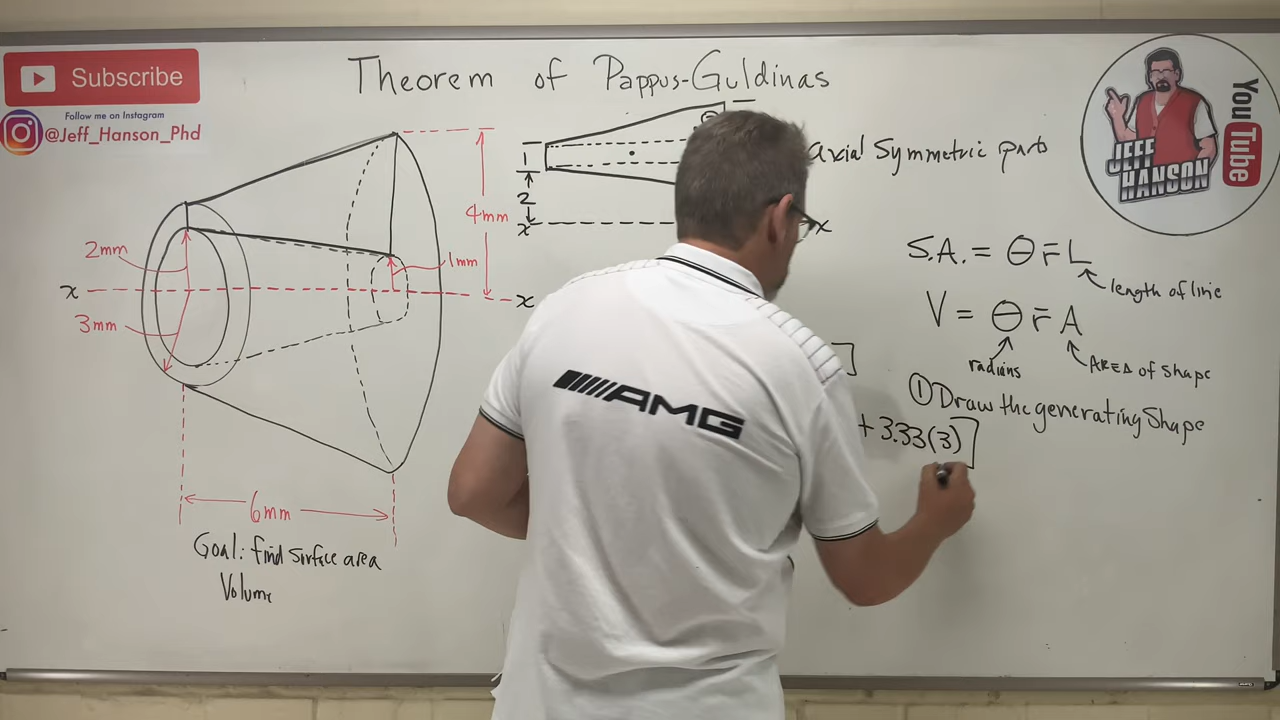 Subscribe
Follow me on Instagram
@Jeff_Hanson_Phd
Theorem of Pappus-Guldinas
axial Symmetric parts
JEFF HANSON
YouTube
4mm
1mm
2mm
3mm
x
x
6mm
Goal: find surface area
Volume
1
2
x
x
S.A. = Θ r̄ L
length of line
V = Θ r̄ A
radians
AREA of Shape
① Draw the generating Shape
+ 3.33(3)]
AMG